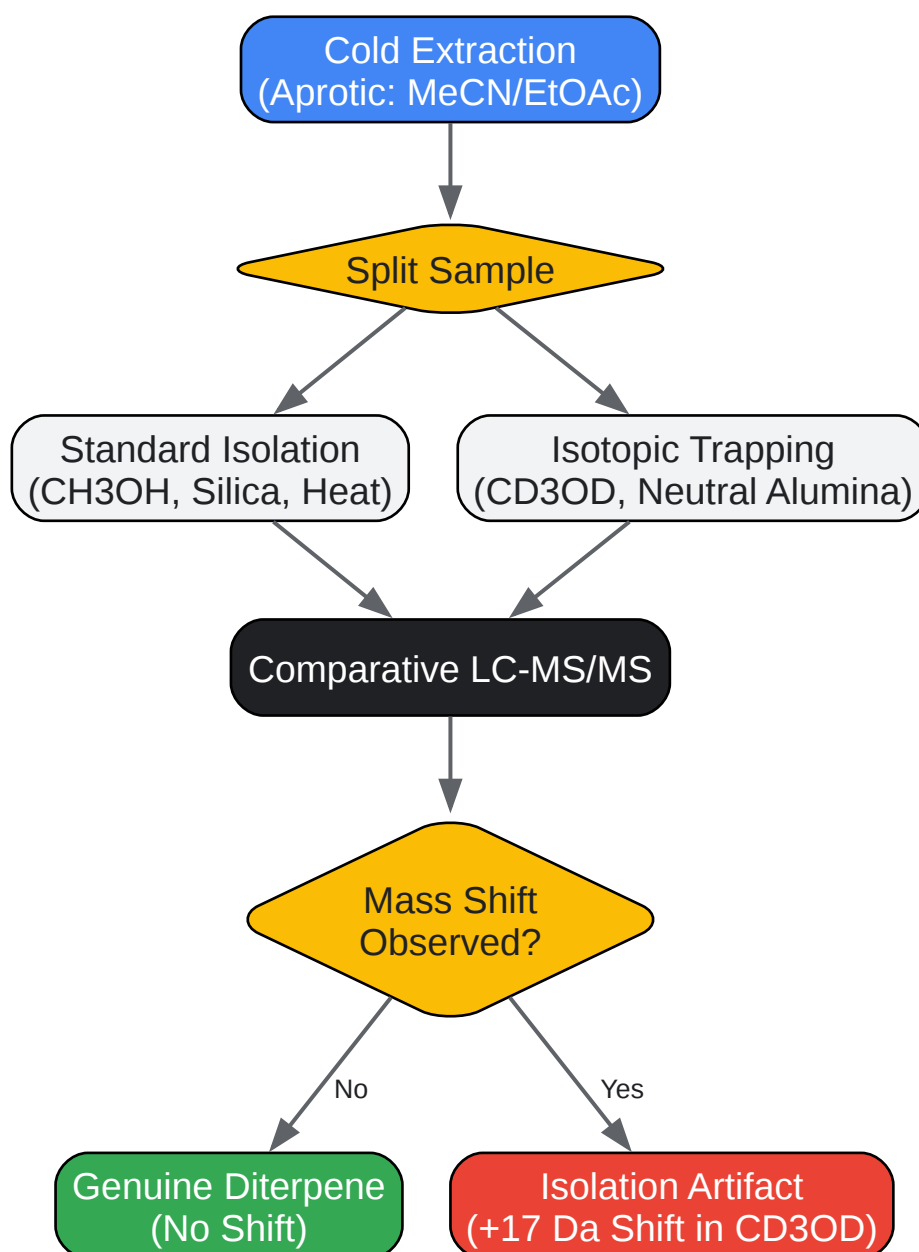 Cold Extraction
(Aprotic: MeCN/EtOAc)
Split Sample
Standard Isolation
(CH3OH, Silica, Heat)
Isotopic Trapping
(CD3OD, Neutral Alumina)
Comparative LC-MS/MS
Mass Shift
Observed?
No
Yes
Genuine Diterpene
(No Shift)
Isolation Artifact
(+17 Da Shift in CD3OD)